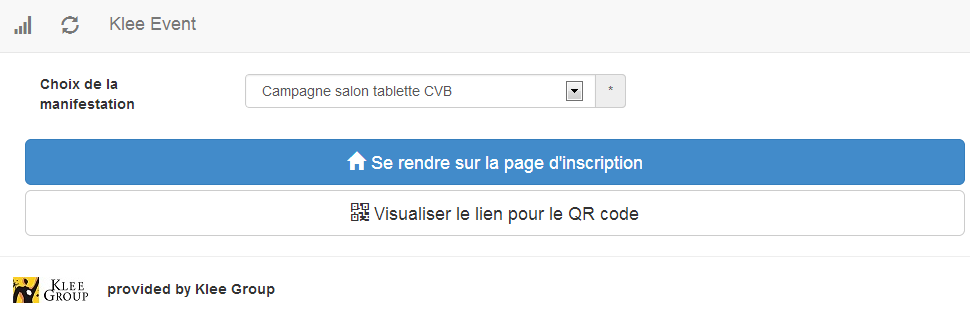 Klee Event
Choix de la
manifestation
Campagne salon tablette CVB
*
Se rendre sur la page d'inscription
Visualiser le lien pour le QR code
KLEE
GROUP
provided by Klee Group